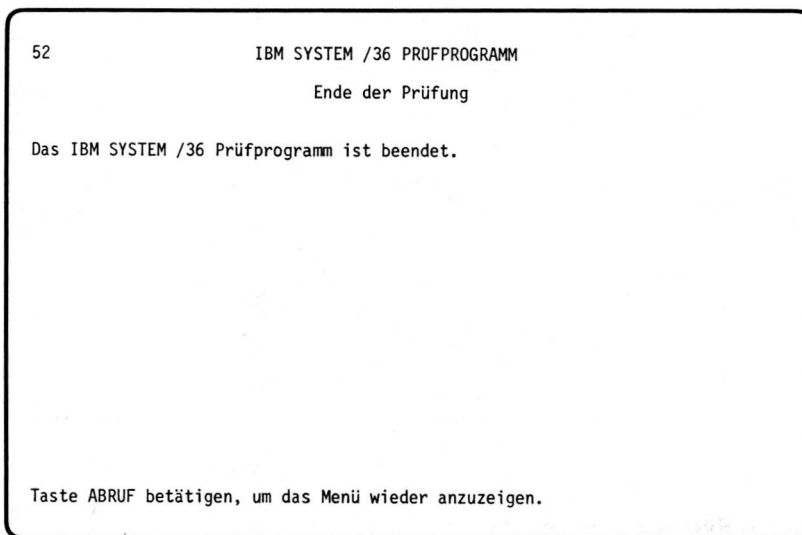 52 IBM SYSTEM /36 PRÜFPROGRAMM
Ende der Prüfung
Das IBM SYSTEM /36 Prüfprogramm ist beendet.
Taste ABRUF betätigen, um das Menü wieder anzuzeigen.